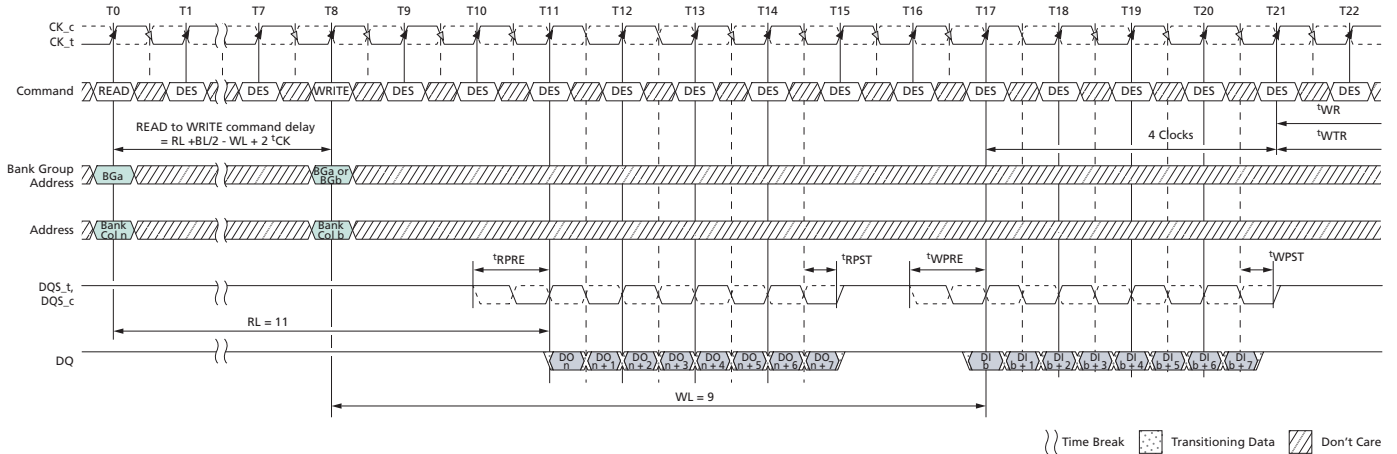 T0 T1 T7 T8 T9 T10 T11 T12 T13 T14 T15 T16 T17 T18 T19 T20 T21 T22
CK_c
CK_t
Command READ DES DES WRITE DES DES DES DES DES DES DES DES DES DES DES DES DES DES
tWR
READ to WRITE command delay
= RL +BL/2 - WL + 2 tCK
4 Clocks tWTR
Bank Group
Address
BGa
BGa or
BGb
Address
Bank
Col n
Bank
Col b
tRPRE tRPST tWPRE tWPST
DQS_t,
DQS_c
RL = 11
DQ
DO
n
DO
n + 1
DO
n + 2
DO
n + 3
DO
n + 4
DO
n + 5
DO
n + 6
DO
n + 7
DI
b
DI
b + 1
DI
b + 2
DI
b + 3
DI
b + 4
DI
b + 5
DI
b + 6
DI
b + 7
WL = 9
Time Break Transitioning Data Don't Care